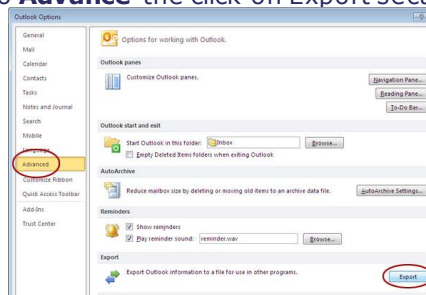 Advance the click on Export
Outlook Options
General
Mail
Calendar
Contacts
Tasks
Notes and Journal
Search
Mobile
Language
Advanced
Customize Ribbon
Quick Access Toolbar
Add-Ins
Trust Center
Options for working with Outlook.
Outlook panes
Customize Outlook panes.
Navigation Pane...
Reading Pane...
To-Do Bar...
Outlook start and exit
Start Outlook in this folder: Inbox Browse...
Empty Deleted Items folders when exiting Outlook
AutoArchive
Reduce mailbox size by deleting or moving old items to an archive data file. AutoArchive Settings...
Reminders
Show reminders
Play reminder sound: reminder.wav Browse...
Export
Export Outlook information to a file for use in other programs. Export